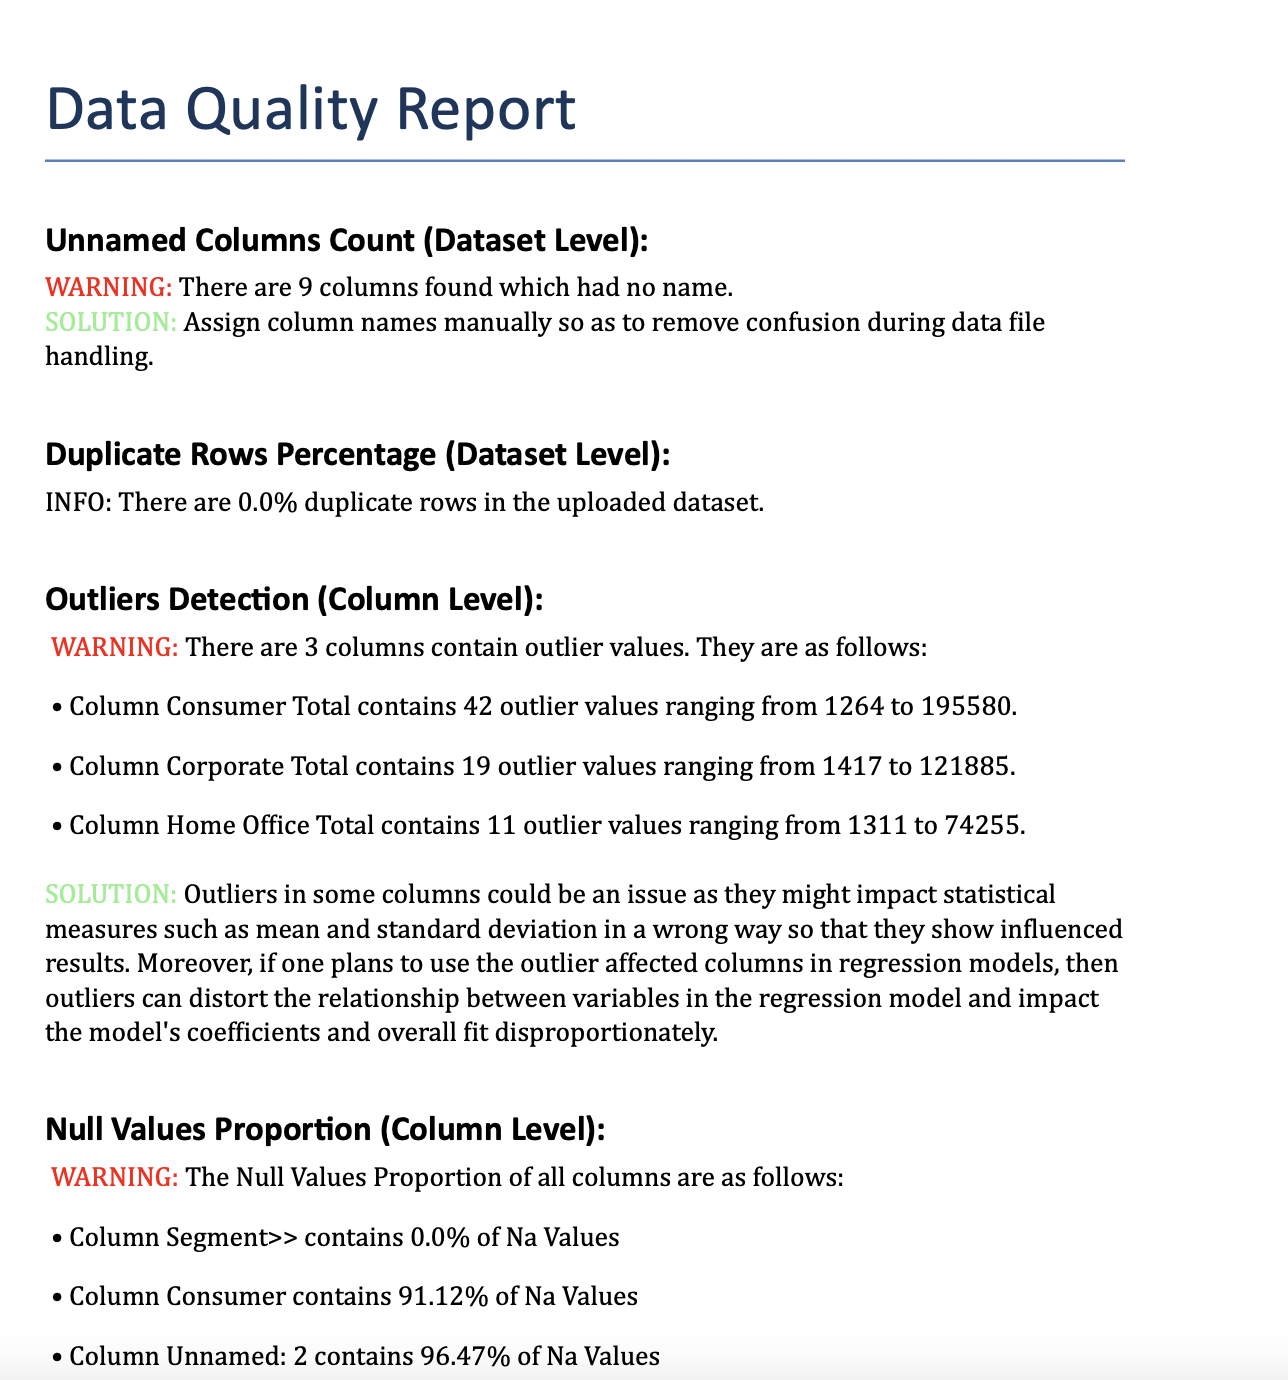 Data Quality Report
Unnamed Columns Count (Dataset Level):
WARNING: There are 9 columns found which had no name.
SOLUTION: Assign column names manually so as to remove confusion during data file
handling.
Duplicate Rows Percentage (Dataset Level):
INFO: There are 0.0% duplicate rows in the uploaded dataset.
Outliers Detection (Column Level):
WARNING: There are 3 columns contain outlier values. They are as follows:
• Column Consumer Total contains 42 outlier values ranging from 1264 to 195580.
• Column Corporate Total contains 19 outlier values ranging from 1417 to 121885.
• Column Home Office Total contains 11 outlier values ranging from 1311 to 74255.
SOLUTION: Outliers in some columns could be an issue as they might impact statistical
measures such as mean and standard deviation in a wrong way so that they show influenced
results. Moreover, if one plans to use the outlier affected columns in regression models, then
outliers can distort the relationship between variables in the regression model and impact
the model's coefficients and overall fit disproportionately.
Null Values Proportion (Column Level):
WARNING: The Null Values Proportion of all columns are as follows:
• Column Segment>> contains 0.0% of Na Values
• Column Consumer contains 91.12% of Na Values
• Column Unnamed: 2 contains 96.47% of Na Values